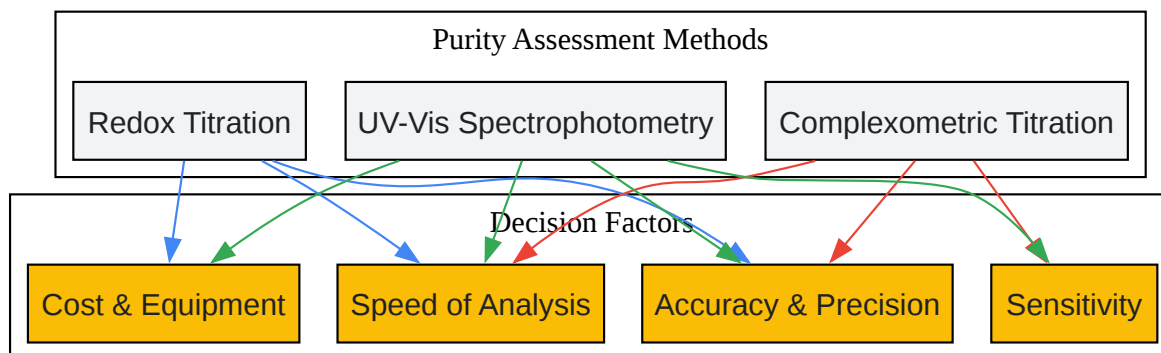 Purity Assessment Methods
Redox Titration
UV-Vis Spectrophotometry
Complexometric Titration
Decision Factors
Cost & Equipment
Speed of Analysis
Accuracy & Precision
Sensitivity